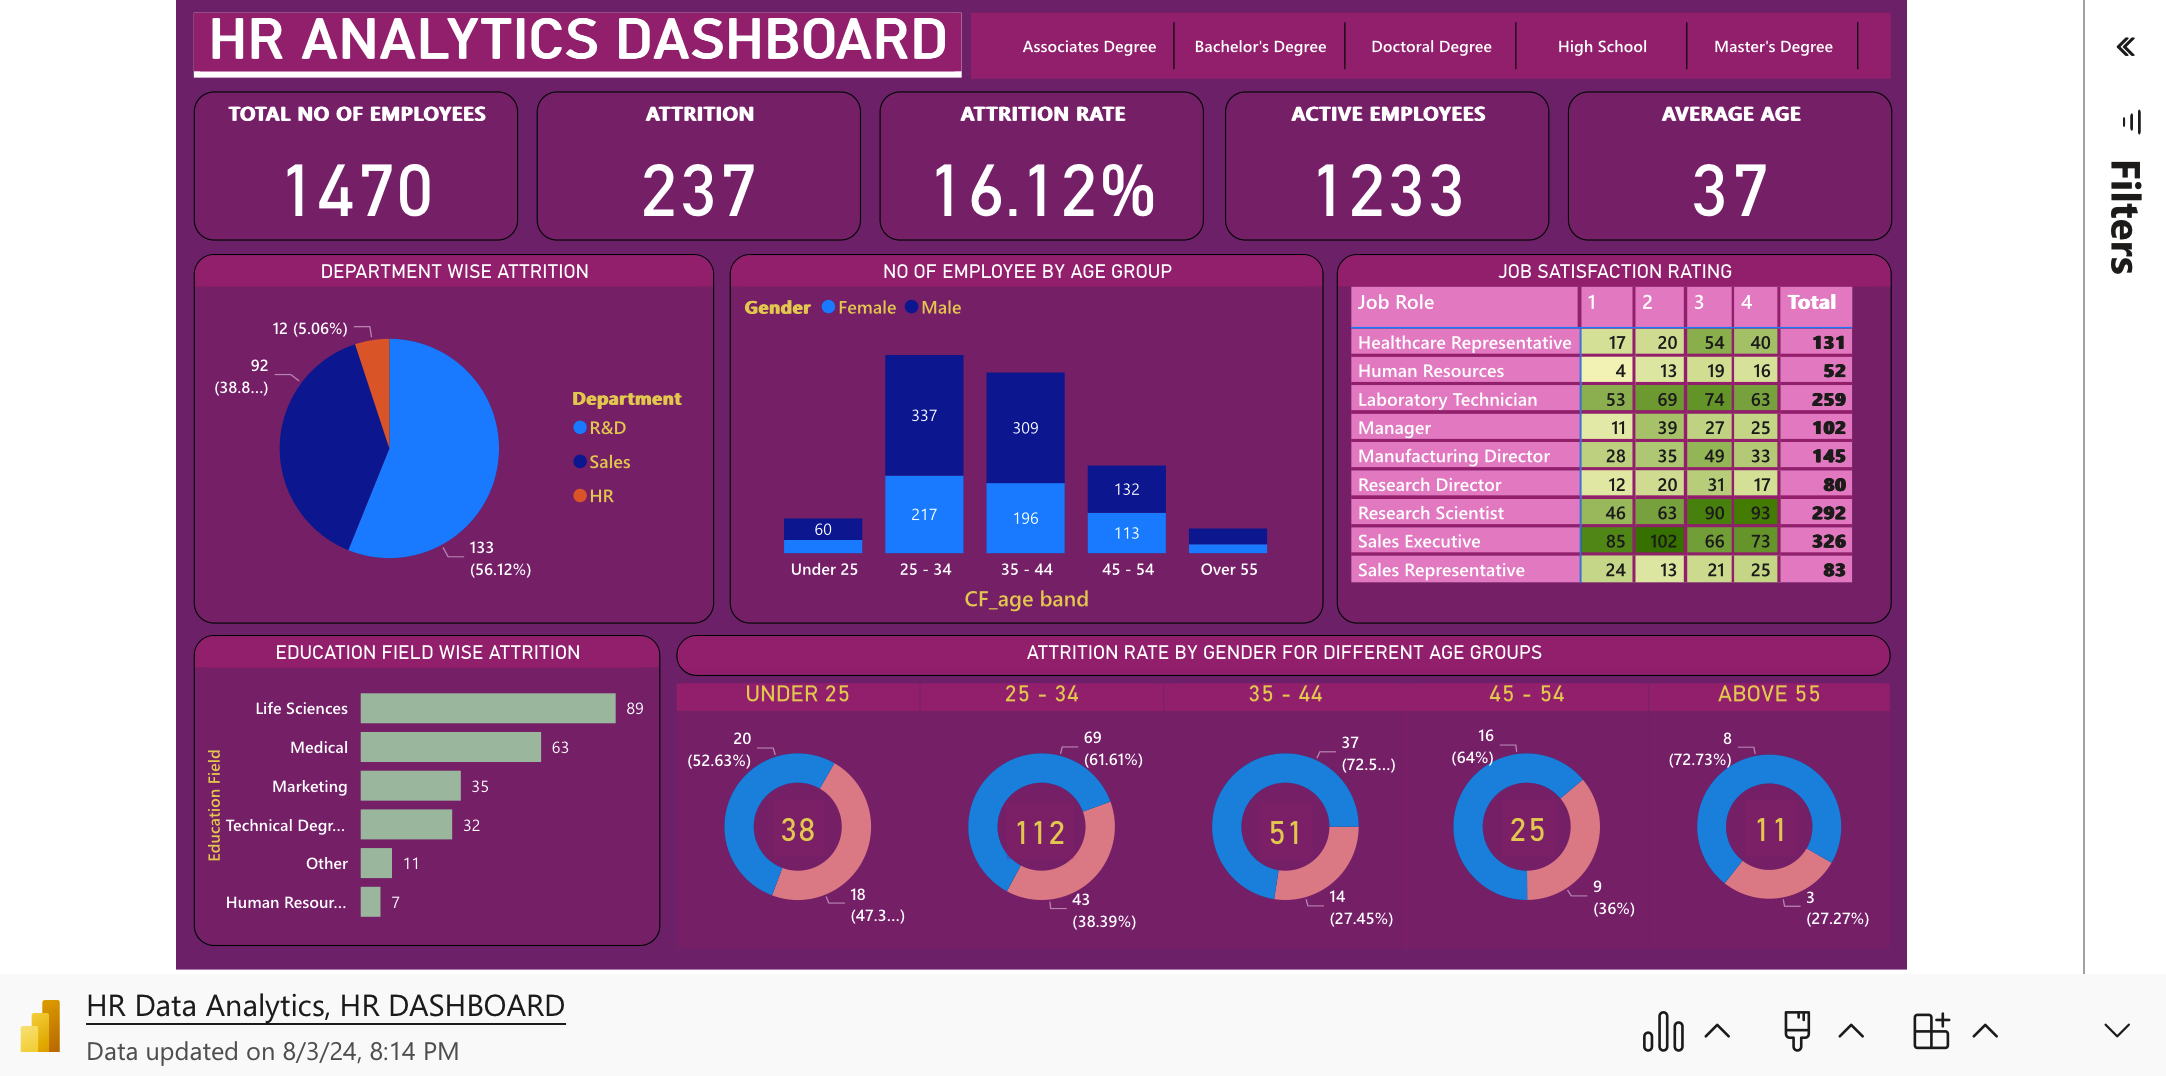 HR ANALYTICS DASHBOARD
Associates Degree
Bachelor's Degree
Doctoral Degree
High School
Master's Degree
Filters
TOTAL NO OF EMPLOYEES
1470
ATTRITION
237
ATTRITION RATE
16.12%
ACTIVE EMPLOYEES
1233
AVERAGE AGE
37
DEPARTMENT WISE ATTRITION
12 (5.06%)
92
(38.8...)
133
(56.12%)
Department
R&D
Sales
HR
NO OF EMPLOYEE BY AGE GROUP
Gender Female Male
60
337
217
309
196
132
113
Under 25
25 - 34
35 - 44
45 - 54
Over 55
CF_age band
JOB SATISFACTION RATING
Job Role 1 2 3 4 Total
Healthcare Representative 17 20 54 40 131
Human Resources 4 13 19 16 52
Laboratory Technician 53 69 74 63 259
Manager 11 39 27 25 102
Manufacturing Director 28 35 49 33 145
Research Director 12 20 31 17 80
Research Scientist 46 63 90 93 292
Sales Executive 85 102 66 73 326
Sales Representative 24 13 21 25 83
EDUCATION FIELD WISE ATTRITION
Education Field
Life Sciences 89
Medical 63
Marketing 35
Technical Degr... 32
Other 11
Human Resour... 7
ATTRITION RATE BY GENDER FOR DIFFERENT AGE GROUPS
UNDER 25
20
(52.63%)
38
18
(47.3...)
25 - 34
69
(61.61%)
112
43
(38.39%)
35 - 44
37
(72.5...)
51
14
(27.45%)
45 - 54
16
(64%)
25
9
(36%)
ABOVE 55
8
(72.73%)
11
3
(27.27%)
HR Data Analytics, HR DASHBOARD
Data updated on 8/3/24, 8:14 PM